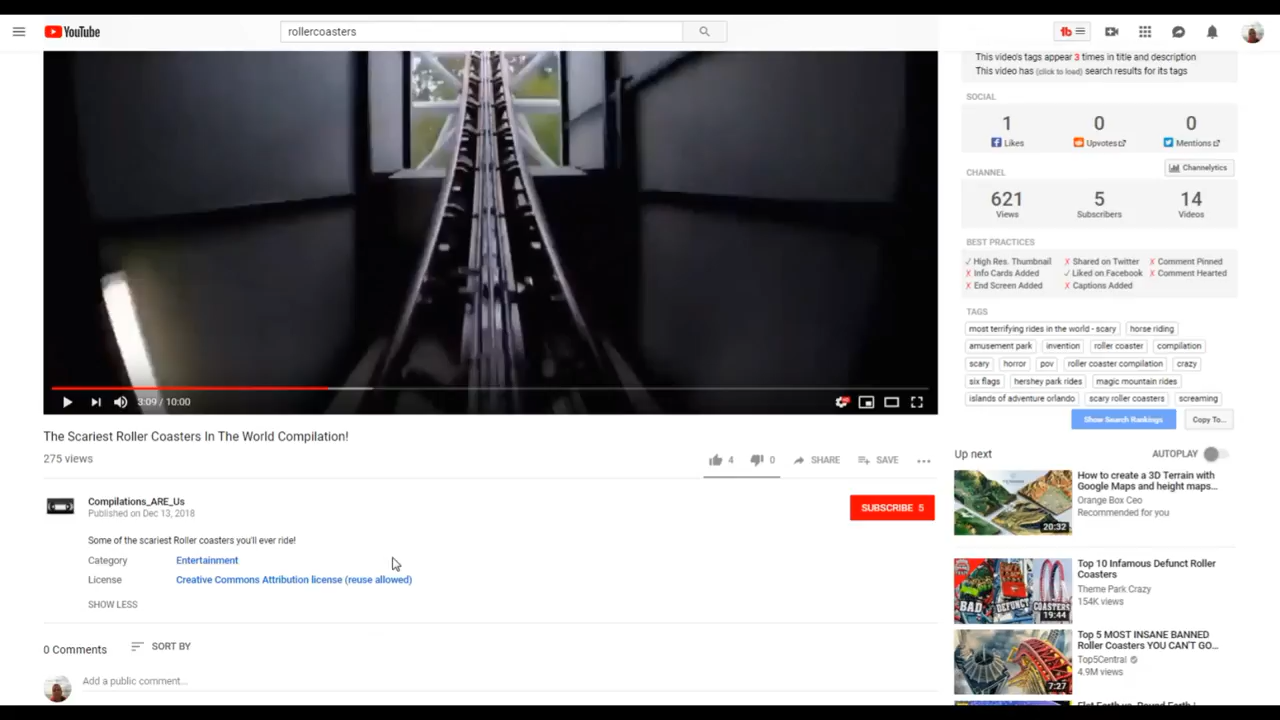 YouTube
rollercoasters
This video's tags appear 3 times in title and description
This video has (click to load) search results for its tags
SOCIAL
1 0 0
Likes Upvotes Mentions
CHANNEL
Channelytics
621 5 14
Views Subscribers Videos
BEST PRACTICES
√ High Res. Thumbnail X Shared on Twitter X Comment Pinned
X Info Cards Added √ Liked on Facebook X Comment Hearted
X End Screen Added X Captions Added
TAGS
most terrifying rides in the world - scary horse riding
amusement park invention roller coaster compilation
scary horror pov roller coaster compilation crazy
six flags hershey park rides magic mountain rides
islands of adventure orlando scary roller coasters screaming
Show Search Rankings Copy To...
3:09 / 10:00
The Scariest Roller Coasters In The World Compilation!
275 views
4 0 SHARE SAVE
Compilations_ARE_Us
Published on Dec 13, 2018
SUBSCRIBE 5
Some of the scariest Roller coasters you'll ever ride!
Category Entertainment
License Creative Commons Attribution license (reuse allowed)
SHOW LESS
0 Comments SORT BY
Add a public comment...
Up next AUTOPLAY
How to create a 3D Terrain with
Google Maps and height maps...
Orange Box Ceo
Recommended for you
20:32
Top 10 Infamous Defunct Roller
Coasters
Theme Park Crazy
154K views
BAD DEFUNCT COASTERS
19:44
Top 5 MOST INSANE BANNED
Roller Coasters YOU CAN'T GO...
Top5Central
4.9M views
7:27